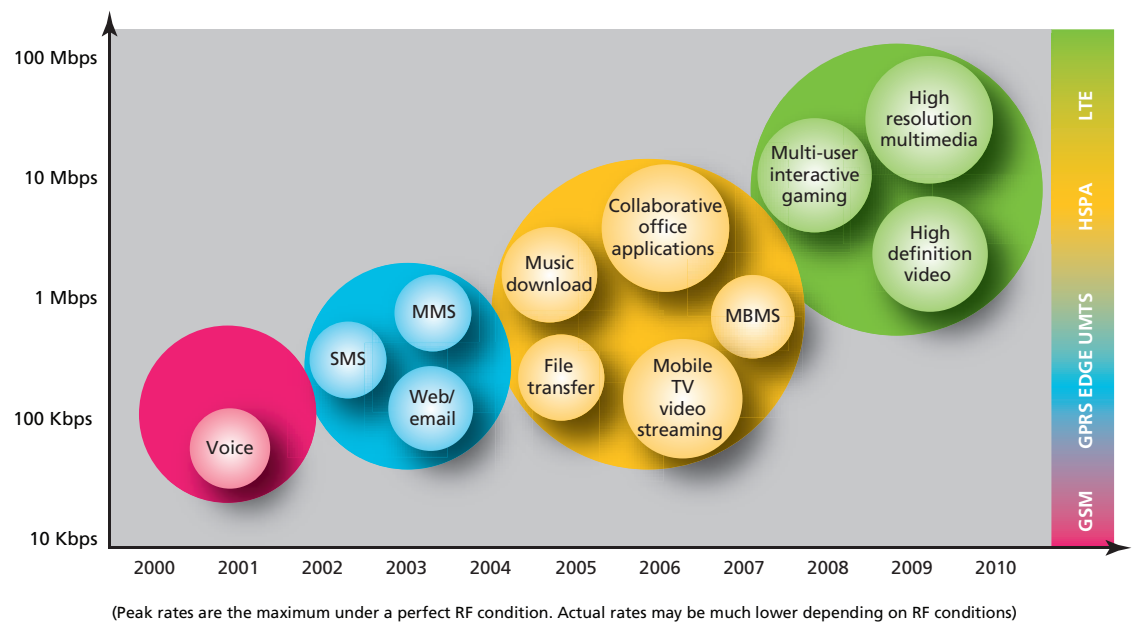 100 Mbps
10 Mbps
1 Mbps
100 Kbps
10 Kbps
Voice
SMS
MMS
Web/
email
Music
download
File
transfer
Collaborative
office
applications
Mobile
TV
video
streaming
MBMS
Multi-user
interactive
gaming
High
resolution
multimedia
High
definition
video
LTE
HSPA
GPRS EDGE UMTS
GSM
2000 2001 2002 2003 2004 2005 2006 2007 2008 2009 2010
(Peak rates are the maximum under a perfect RF condition. Actual rates may be much lower depending on RF conditions)